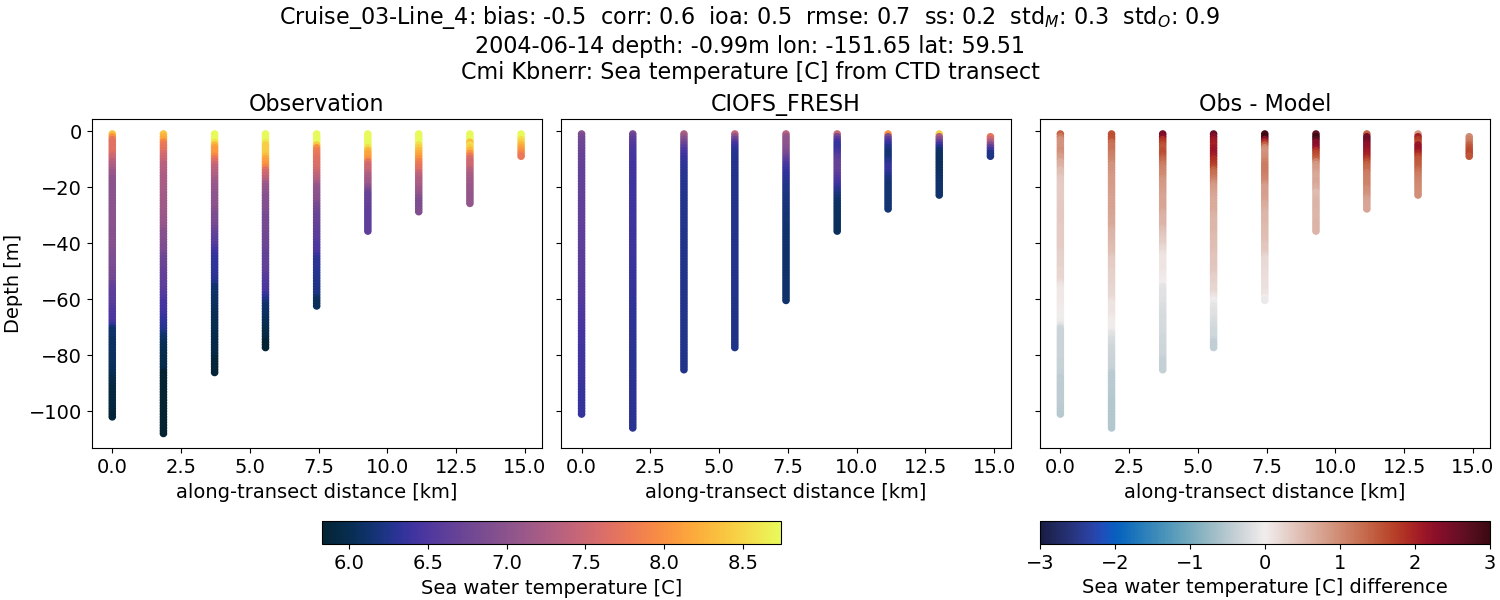 Cruise_03-Line_4: bias: -0.5  corr: 0.6  ioa: 0.5  rmse: 0.7  ss: 0.2  std_M: 0.3  std_O: 0.9
2004-06-14 depth: -0.99m lon: -151.65 lat: 59.51
Cmi Kbnerr: Sea temperature [C] from CTD transect
Observation
CIOFS_FRESH
Obs - Model
Depth [m]
0
−20
−40
−60
−80
−100
0.0 2.5 5.0 7.5 10.0 12.5 15.0
0.0 2.5 5.0 7.5 10.0 12.5 15.0
0.0 2.5 5.0 7.5 10.0 12.5 15.0
along-transect distance [km]
along-transect distance [km]
along-transect distance [km]
6.0 6.5 7.0 7.5 8.0 8.5
Sea water temperature [C]
−3 −2 −1 0 1 2 3
Sea water temperature [C] difference